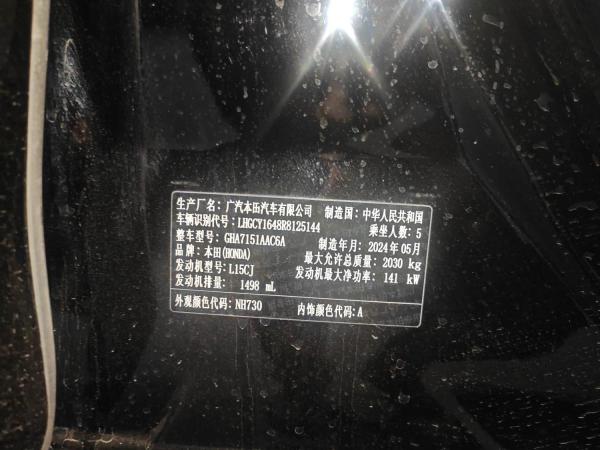 生产厂名：广汽本田汽车有限公司 制造国：中华人民共和国
车辆识别代号：LHGCY1648R8125144 乘坐人数：5
整车型号：GHA7151AAC6A 制造年月：2024年05月
品牌：本田(HONDA) 最大允许总质量：2030 kg
发动机型号：L15CJ 发动机最大净功率：141 kW
发动机排量：1498 mL
外观颜色代码：NH730 内饰颜色代码：A